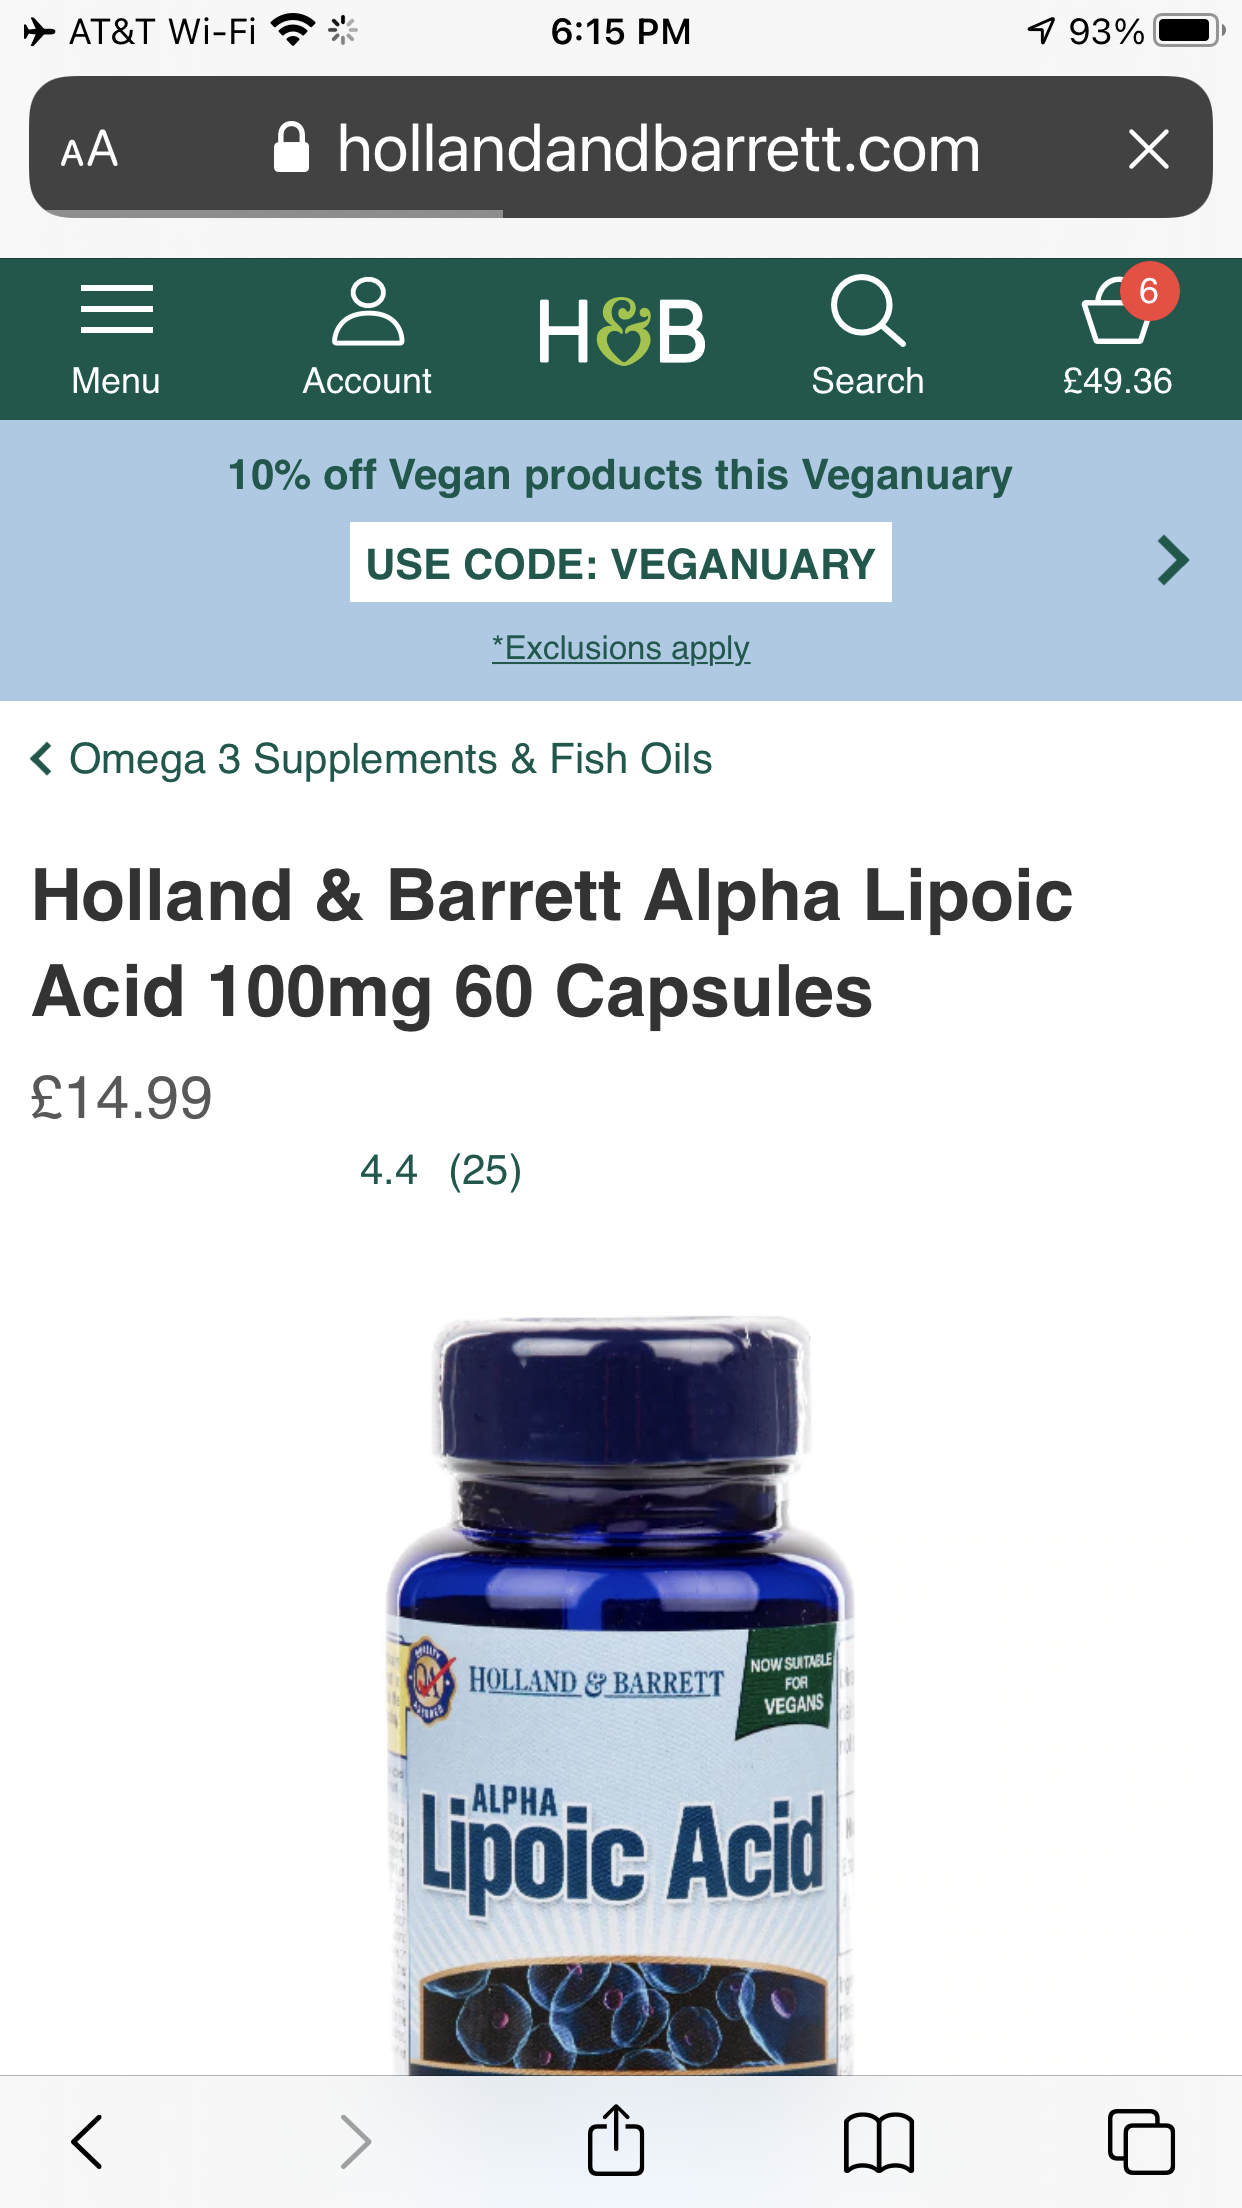 AT&T Wi-Fi 6:15 PM 93%
AA hollandandbarrett.com
6
H&B
Menu Account Search £49.36
10% off Vegan products this Veganuary
USE CODE: VEGANUARY
*Exclusions apply
Omega 3 Supplements & Fish Oils
Holland & Barrett Alpha Lipoic
Acid 100mg 60 Capsules
£14.99
4.4 (25)
QUALITY
QA
HOLLAND & BARRETT
NOW SUITABLE
FOR
VEGANS
ALPHA
Lipoic Acid